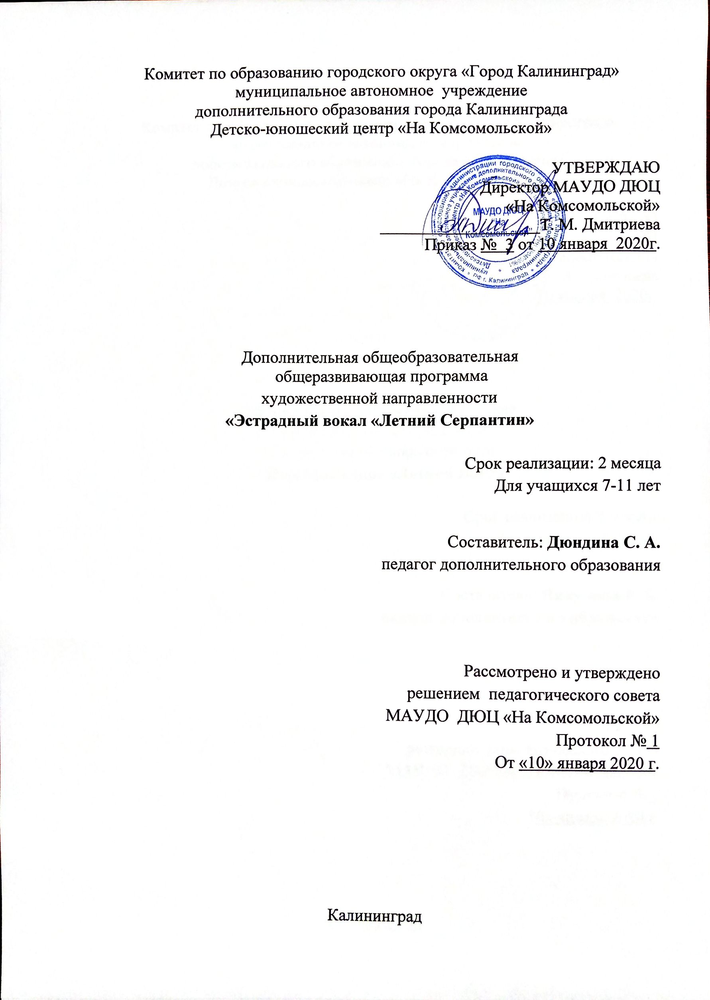 Комитет по образованию городского округа «Город Калининград»
муниципальное автономное учреждение
дополнительного образования города Калининграда
Детско-юношеский центр «На Комсомольской»
УТВЕРЖДАЮ
Директор МАУДО ДЮЦ
«На Комсомольской»
Т. М. Дмитриева
Приказ № 3 от 10 января 2020г.
МАУДО ДЮЦ
"На
Комсомольской"
Дополнительная общеобразовательная
общеразвивающая программа
художественной направленности
«Эстрадный вокал «Летний Серпантин»
Срок реализации: 2 месяца
Для учащихся 7-11 лет
Составитель: Дюндина С. А.
педагог дополнительного образования
Рассмотрено и утверждено
решением педагогического совета
МАУДО ДЮЦ «На Комсомольской»
Протокол № 1
От «10» января 2020 г.
Калининград